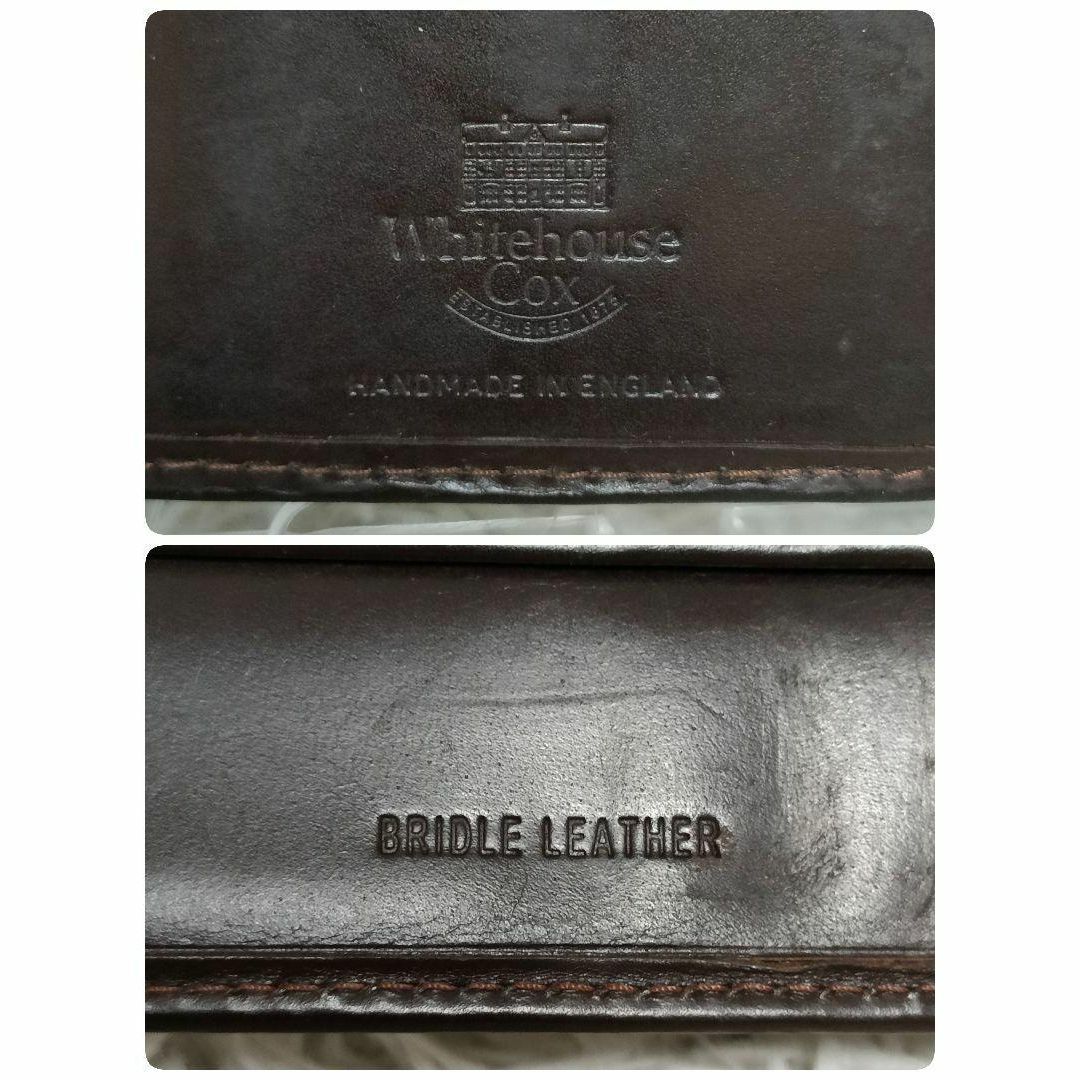 Whitehouse
Cox
ESTABLISHED 1875
HANDMADE IN ENGLAND
BRIDLE LEATHER